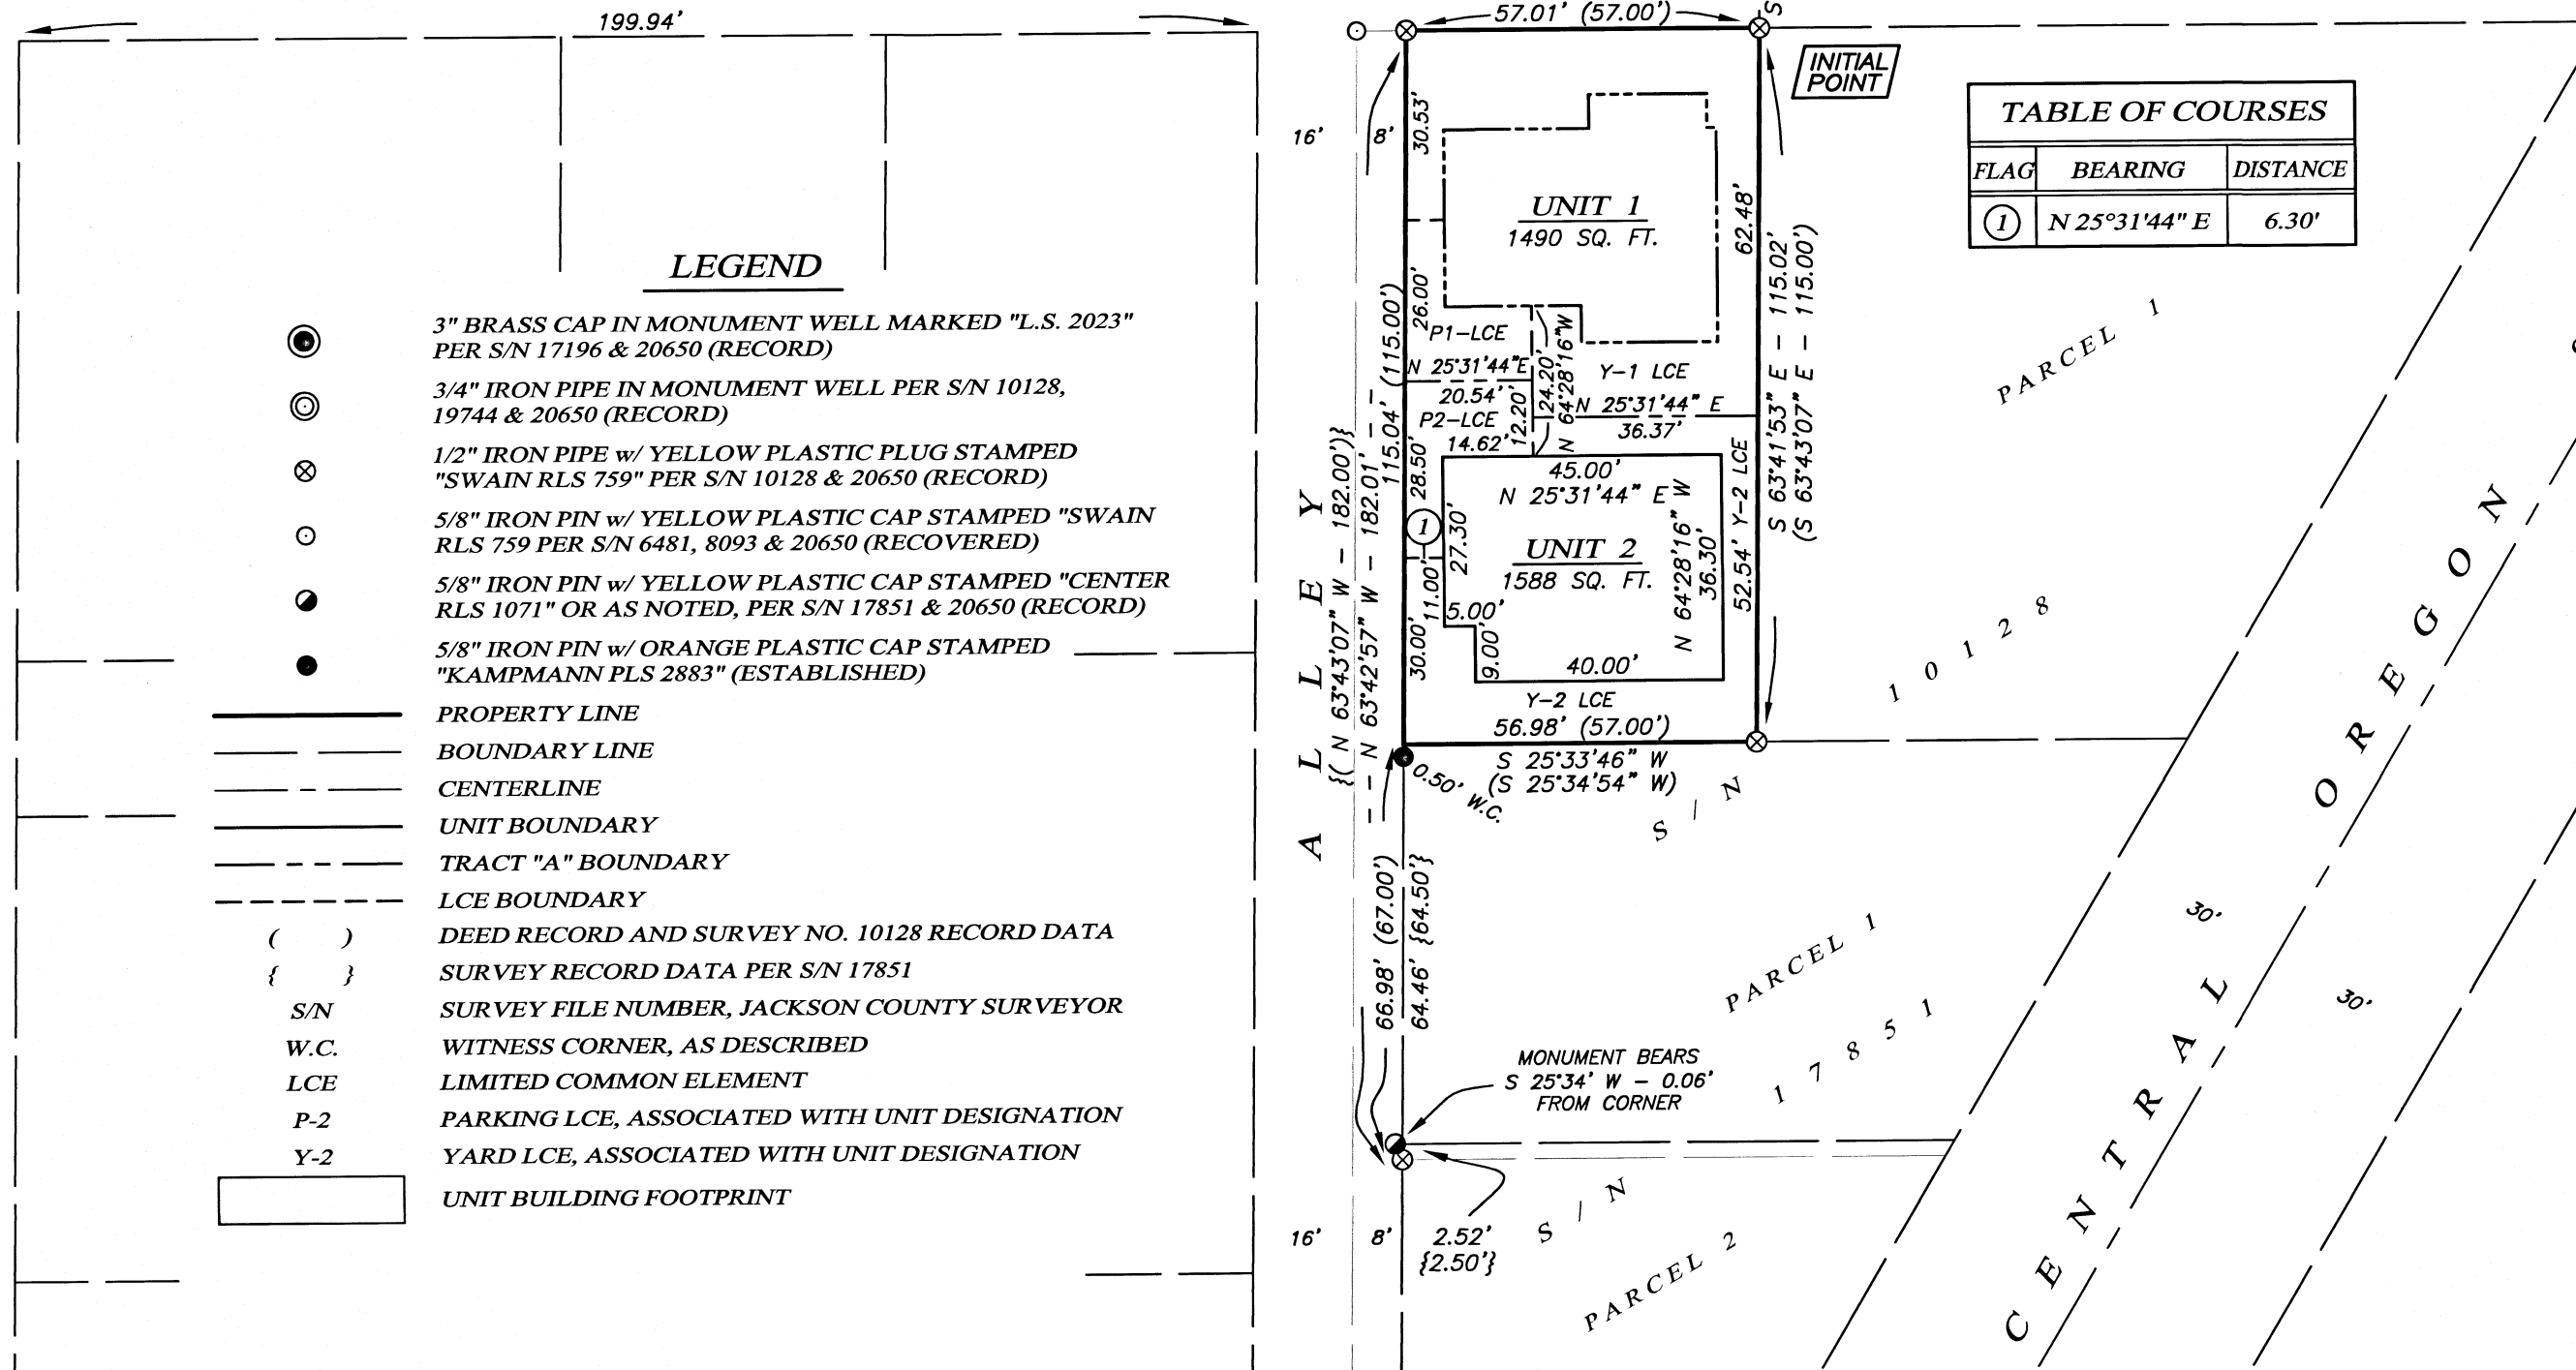 199.94'
57.01' (57.00')
S
INITIAL
POINT
TABLE OF COURSES
FLAG BEARING DISTANCE
1 N 25°31'44" E 6.30'
LEGEND
3" BRASS CAP IN MONUMENT WELL MARKED "L.S. 2023"
PER S/N 17196 & 20650 (RECORD)
3/4" IRON PIPE IN MONUMENT WELL PER S/N 10128,
19744 & 20650 (RECORD)
1/2" IRON PIPE w/ YELLOW PLASTIC PLUG STAMPED
"SWAIN RLS 759" PER S/N 10128 & 20650 (RECORD)
5/8" IRON PIN w/ YELLOW PLASTIC CAP STAMPED "SWAIN
RLS 759 PER S/N 6481, 8093 & 20650 (RECOVERED)
5/8" IRON PIN w/ YELLOW PLASTIC CAP STAMPED "CENTER
RLS 1071" OR AS NOTED, PER S/N 17851 & 20650 (RECORD)
5/8" IRON PIN w/ ORANGE PLASTIC CAP STAMPED
"KAMPMANN PLS 2883" (ESTABLISHED)
PROPERTY LINE
BOUNDARY LINE
CENTERLINE
UNIT BOUNDARY
TRACT "A" BOUNDARY
LCE BOUNDARY
( ) DEED RECORD AND SURVEY NO. 10128 RECORD DATA
{ } SURVEY RECORD DATA PER S/N 17851
S/N SURVEY FILE NUMBER, JACKSON COUNTY SURVEYOR
W.C. WITNESS CORNER, AS DESCRIBED
LCE LIMITED COMMON ELEMENT
P-2 PARKING LCE, ASSOCIATED WITH UNIT DESIGNATION
Y-2 YARD LCE, ASSOCIATED WITH UNIT DESIGNATION
UNIT BUILDING FOOTPRINT
16' 8'
30.53'
UNIT 1
1490 SQ. FT.
62.48'
S 63°41'53" E - 115.02'
(S 63°43'07" E - 115.00')
26.00'
P1-LCE
N 25°31'44" E
20.54'
P2-LCE
14.62'
12.20'
24.20'
N 64°28'16" W
Y-1 LCE
N 25°31'44" E
36.37'
28.50'
1
27.30'
11.00'
5.00'
9.00'
30.00'
45.00'
N 25°31'44" E
UNIT 2
1588 SQ. FT.
N 64°28'16" W
36.30'
40.00'
52.54' Y-2 LCE
Y-2 LCE
56.98' (57.00')
S 25°33'46" W
(S 25°34'54" W)
0.50' W.C.
ALLEY
{( N 63°43'07" W - 182.00')}
- - N 63°42'57" W - 182.01' - -
115.04' (115.00')
66.98' (67.00')
64.46' {64.50'}
PARCEL 1
S / N 10128
PARCEL 1
S / N 17851
PARCEL 2
MONUMENT BEARS
S 25°34' W - 0.06'
FROM CORNER
16' 8'
2.52'
{2.50'}
30'
30'
CENTRAL OREGON